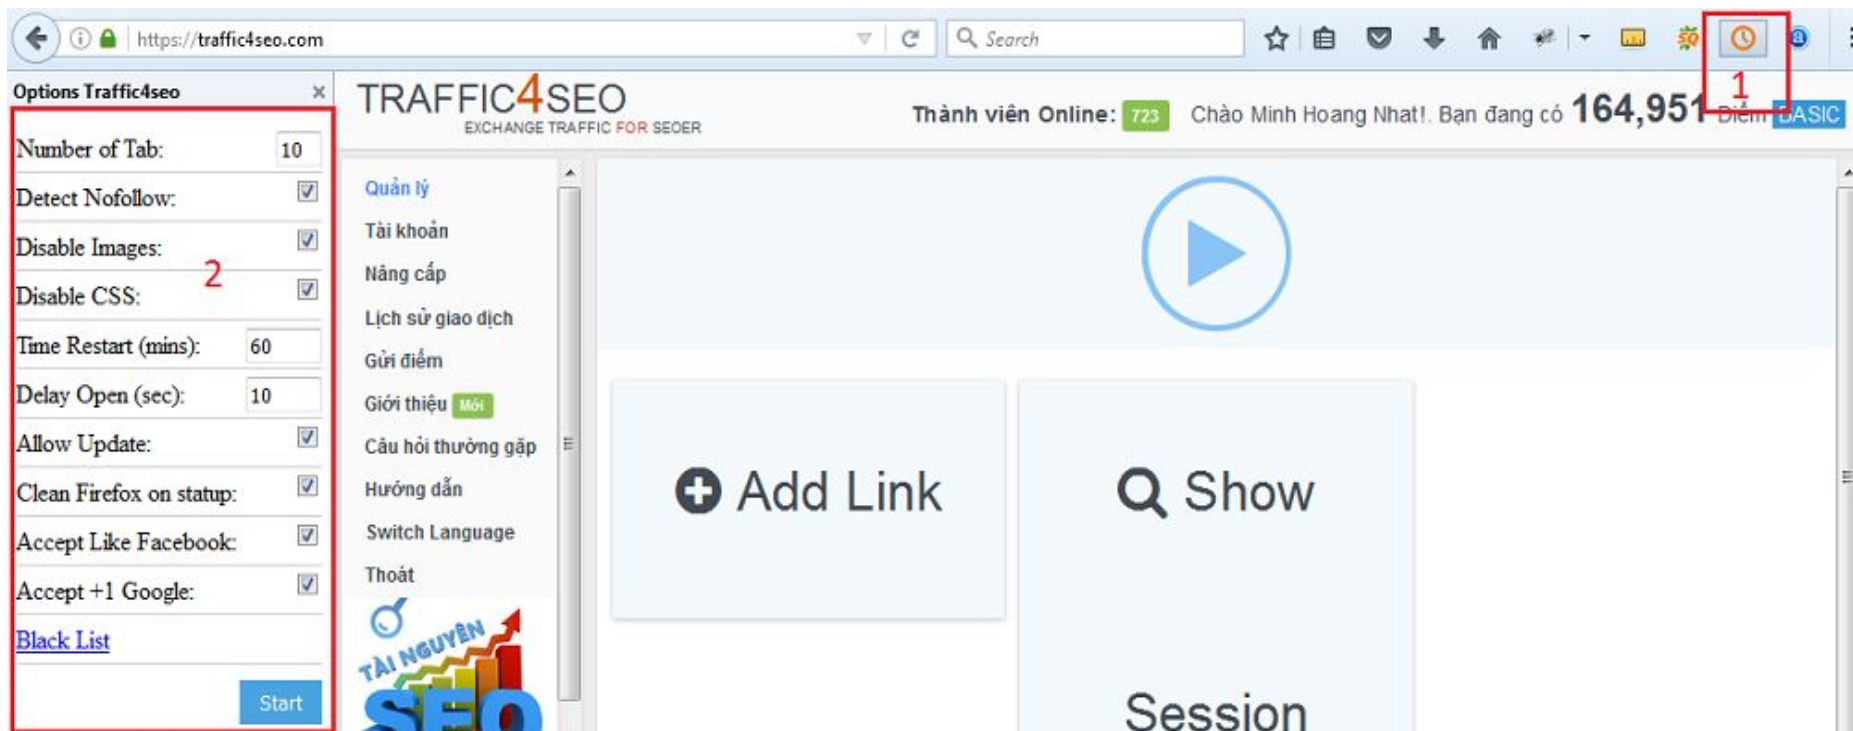 https://traffic4seo.com
Search
SQ
1
a
Options Traffic4seo
Number of Tab: 10
Detect Nofollow:
Disable Images:
2
Disable CSS:
Time Restart (mins): 60
Delay Open (sec): 10
Allow Update:
Clean Firefox on statup:
Accept Like Facebook:
Accept +1 Google:
Black List
Start
TRAFFIC4SEO
EXCHANGE TRAFFIC FOR SEOER
Thành viên Online: 723 Chào Minh Hoang Nhat!. Bạn đang có 164,951 Điểm BASIC
Quản lý
Tài khoản
Nâng cấp
Lịch sử giao dịch
Gửi điểm
Giới thiệu Mới
Câu hỏi thường gặp
Hướng dẫn
Switch Language
Thoát
TÀI NGUYÊN
SEO
Add Link
Show
Session